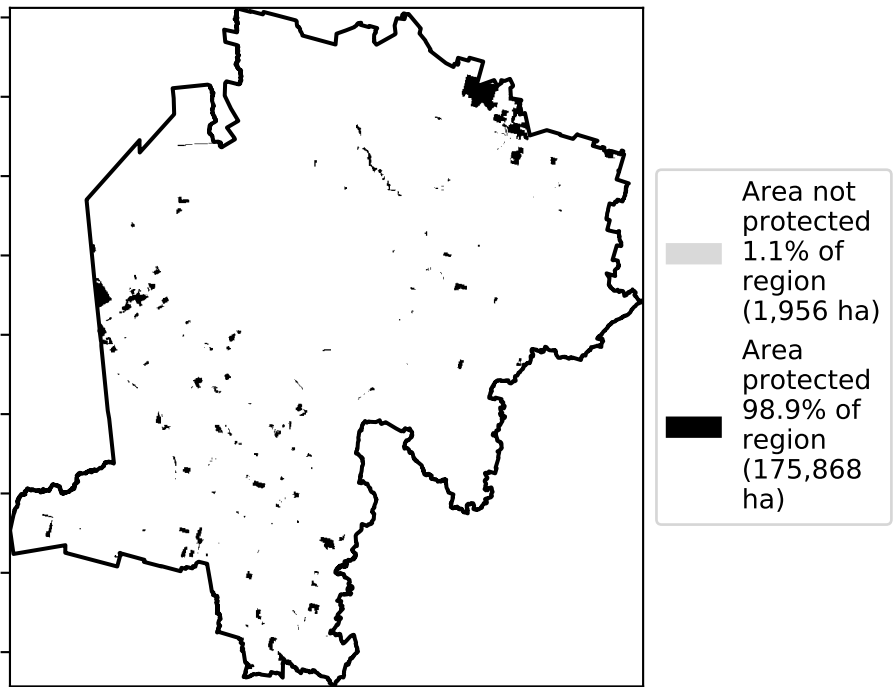 Area not
protected
1.1% of
region
(1,956 ha)
Area
protected
98.9% of
region
(175,868
ha)